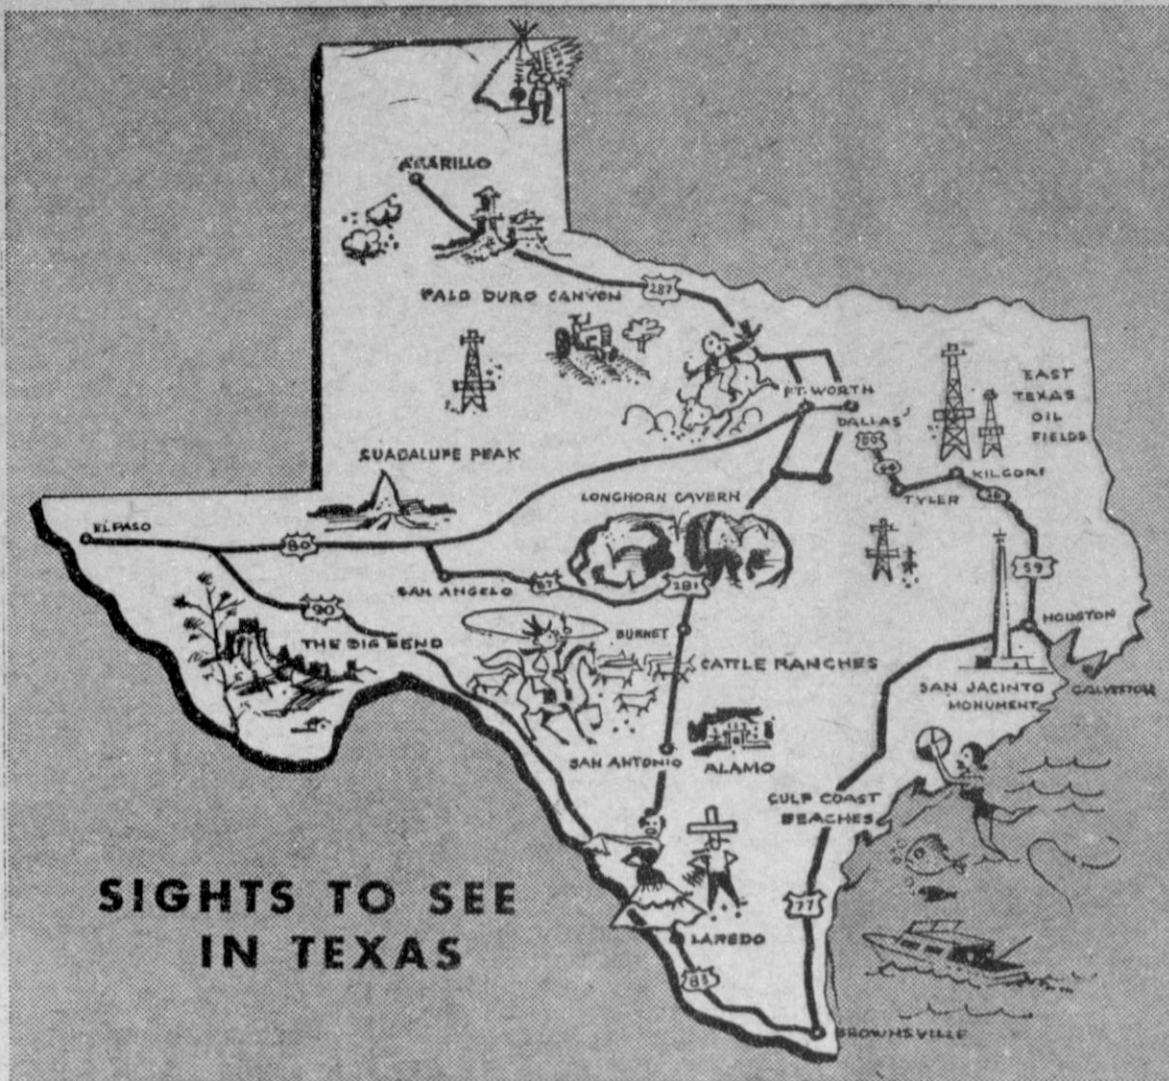 AMARILLO
PALO DURO CANYON
287
FT. WORTH
DALLAS
EAST
TEXAS
OIL
FIELDS
80
64
KILGORE
TYLER
26
GUADALUPE PEAK
LONGHORN CAVERN
EL PASO
80
SAN ANGELO
87
281
59
90
THE BIG BEND
BURNET
CATTLE RANCHES
HOUSTON
SAN JACINTO
MONUMENT
GALVESTON
SAN ANTONIO
ALAMO
GULF COAST
BEACHES
77
LAREDO
83
BROWNSVILLE
SIGHTS TO SEE
IN TEXAS